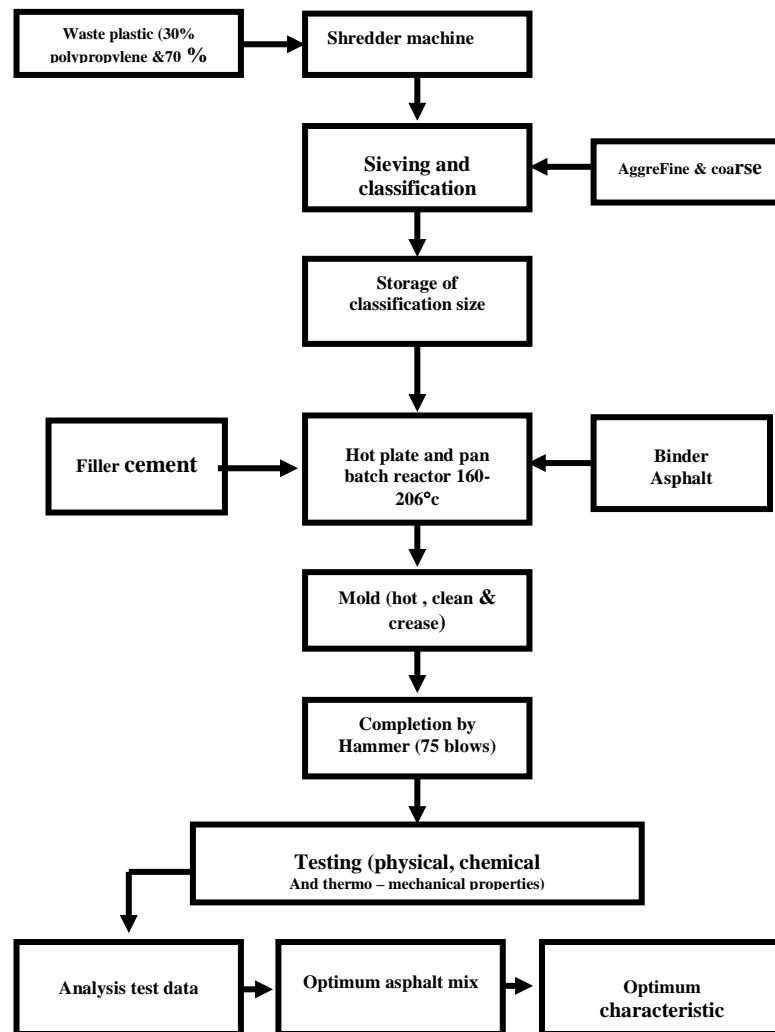 Waste plastic (30%
polypropylene &70 %
Shredder machine
Sieving and
classification
AggreFine & coarse
Storage of
classification size
Filler cement
Hot plate and pan
batch reactor 160-
206°c
Binder
Asphalt
Mold (hot , clean &
crease)
Completion by
Hammer (75 blows)
Testing (physical, chemical
And thermo – mechanical properties)
Analysis test data
Optimum asphalt mix
Optimum
characteristic